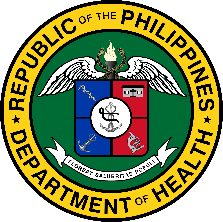 REPUBLIC OF THE PHILIPPINES
DEPARTMENT OF HEALTH